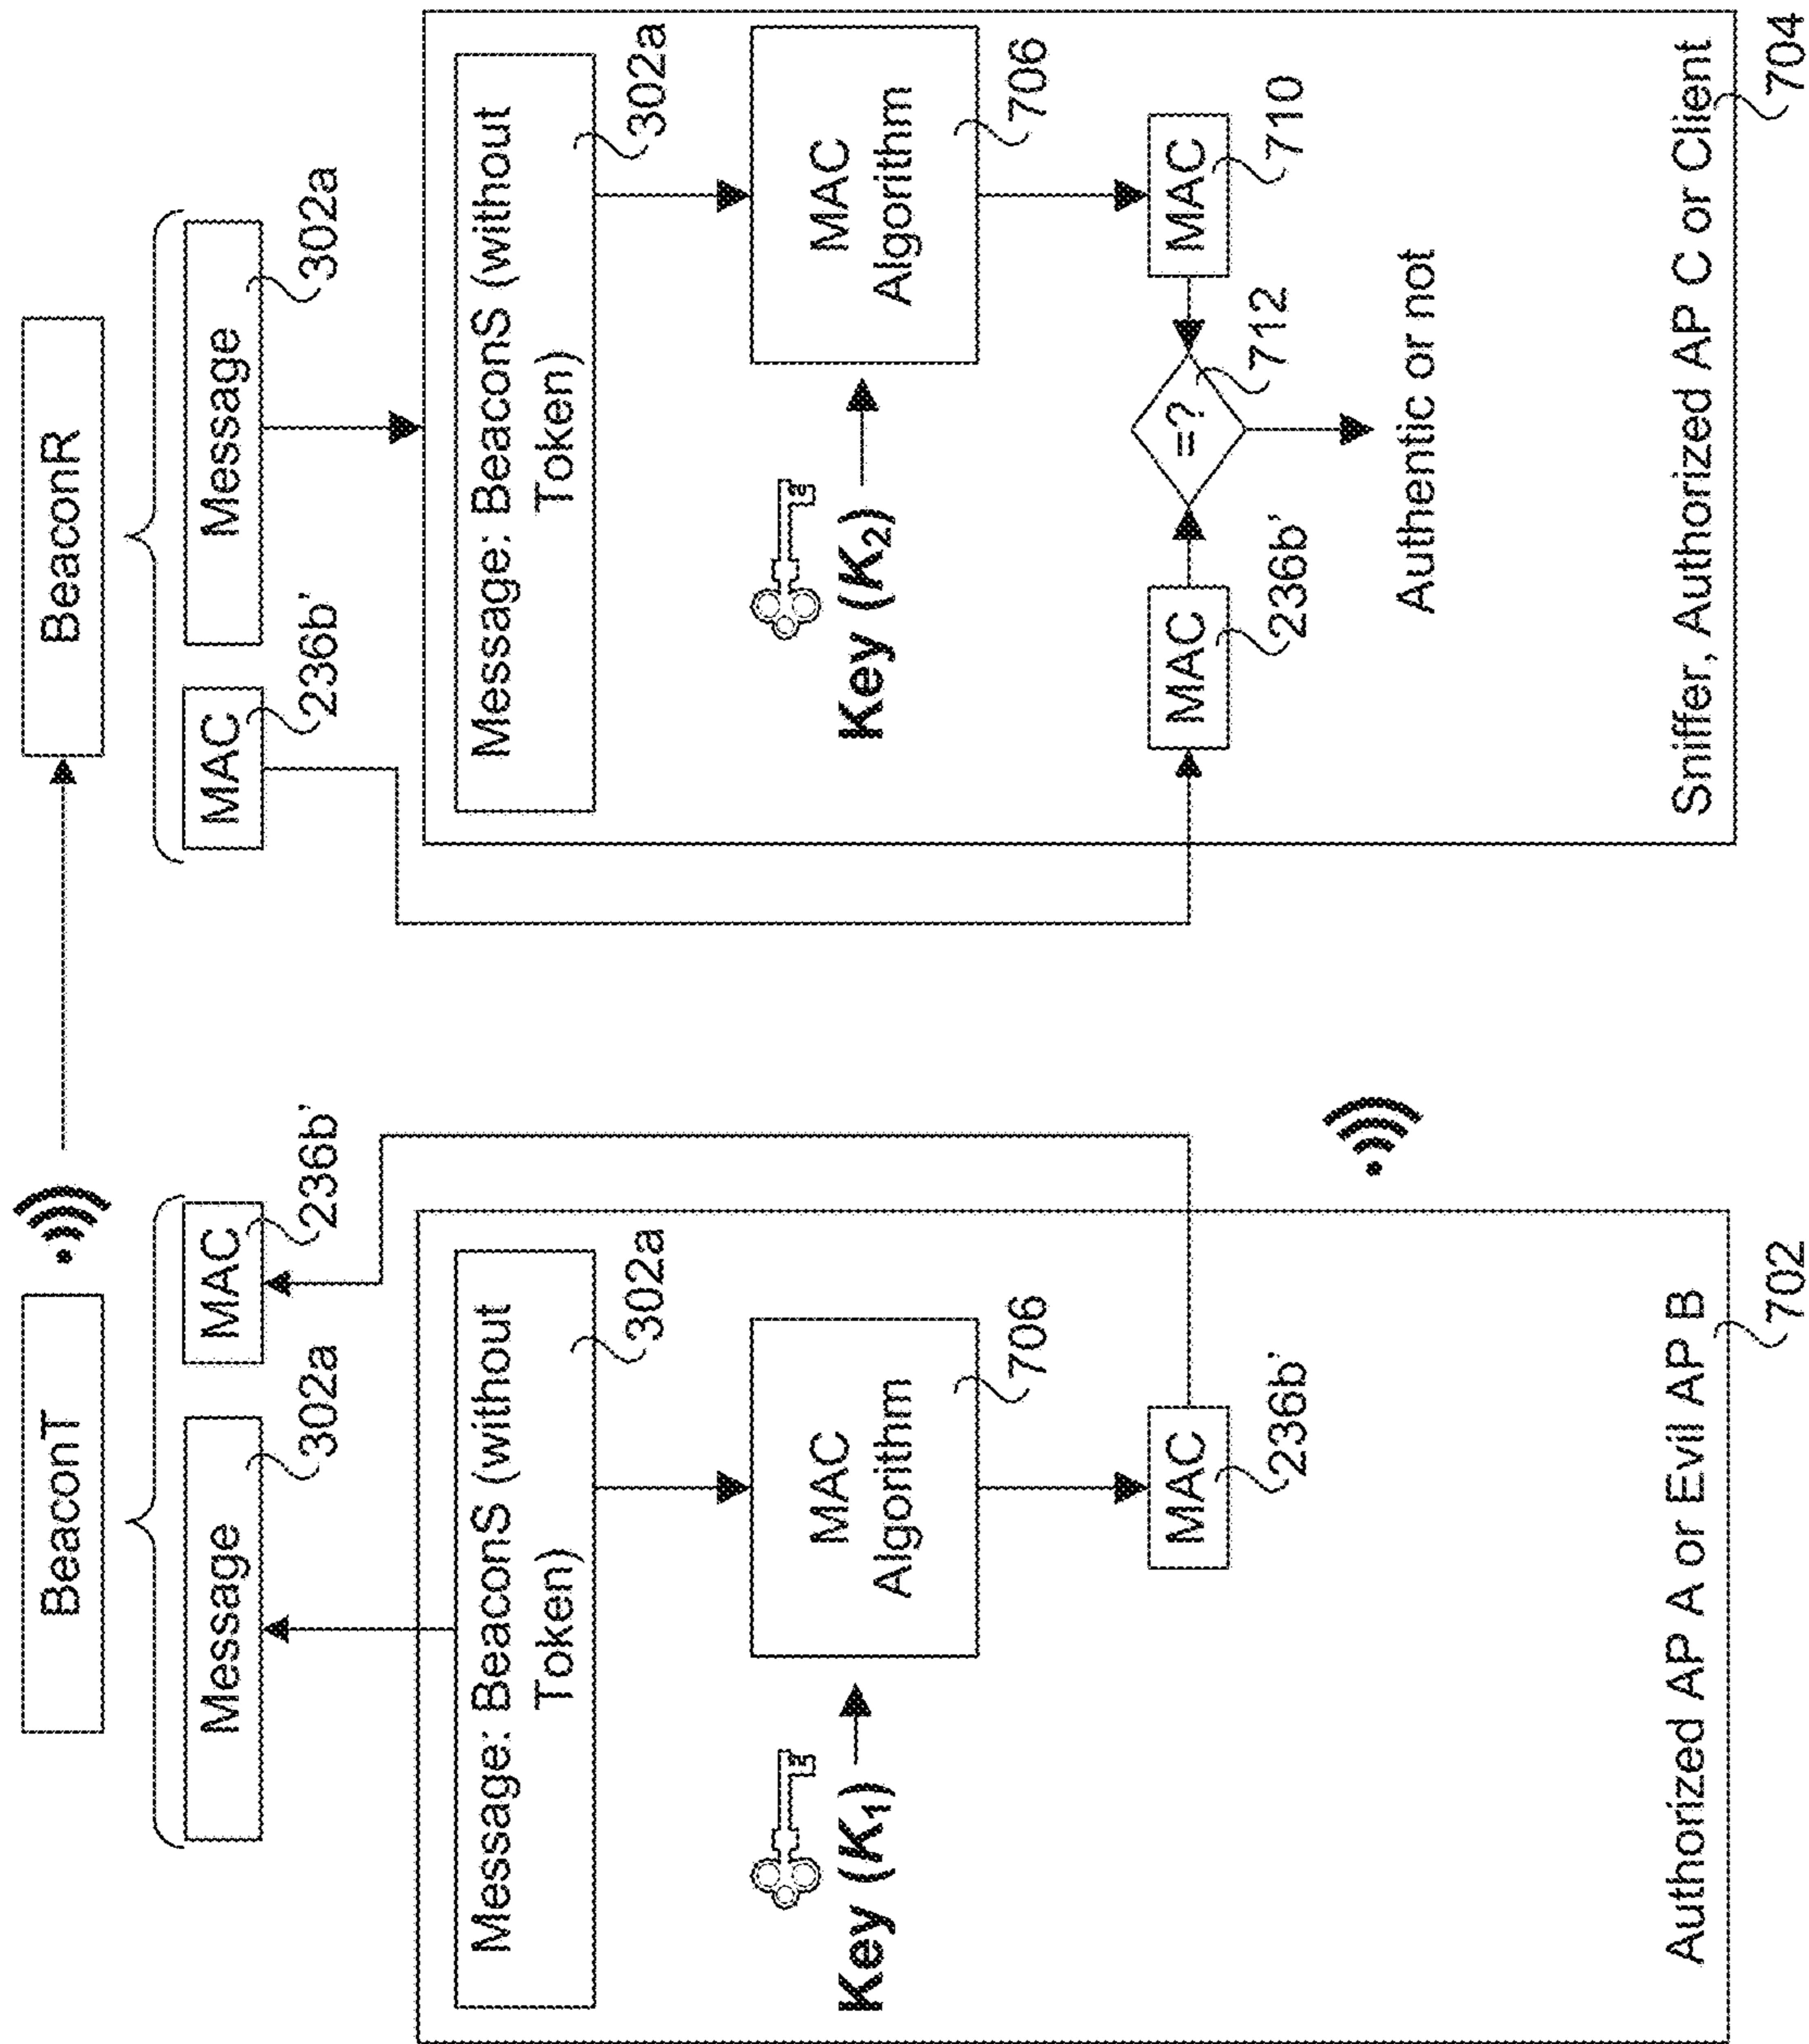 BeaconT
Message
302a
MAC
236b'
Message: BeaconS (without
Token)
302a
MAC
Algorithm
706
Key (K₁)
MAC
236b'
Authorized AP A or Evil AP B
702
BeaconR
MAC
236b'
Message
302a
Message: BeaconS (without
Token)
302a
MAC
Algorithm
706
Key (K₂)
MAC
236b'
=?
712
MAC
710
Authentic or not
Sniffer, Authorized AP C or Client
704